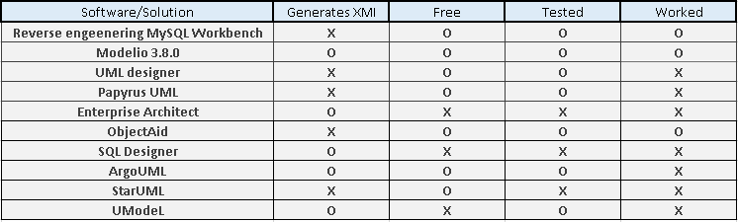 Software/Solution Generates XMI Free Tested Worked
Reverse engeenering MySQL Workbench X O O O
Modelio 3.8.0 O O O O
UML designer X O O X
Papyrus UML X O O X
Enterprise Architect O X X X
ObjectAid X O O O
SQL Designer O X X X
ArgoUML O O O X
StarUML X O X X
UModeL O X O X